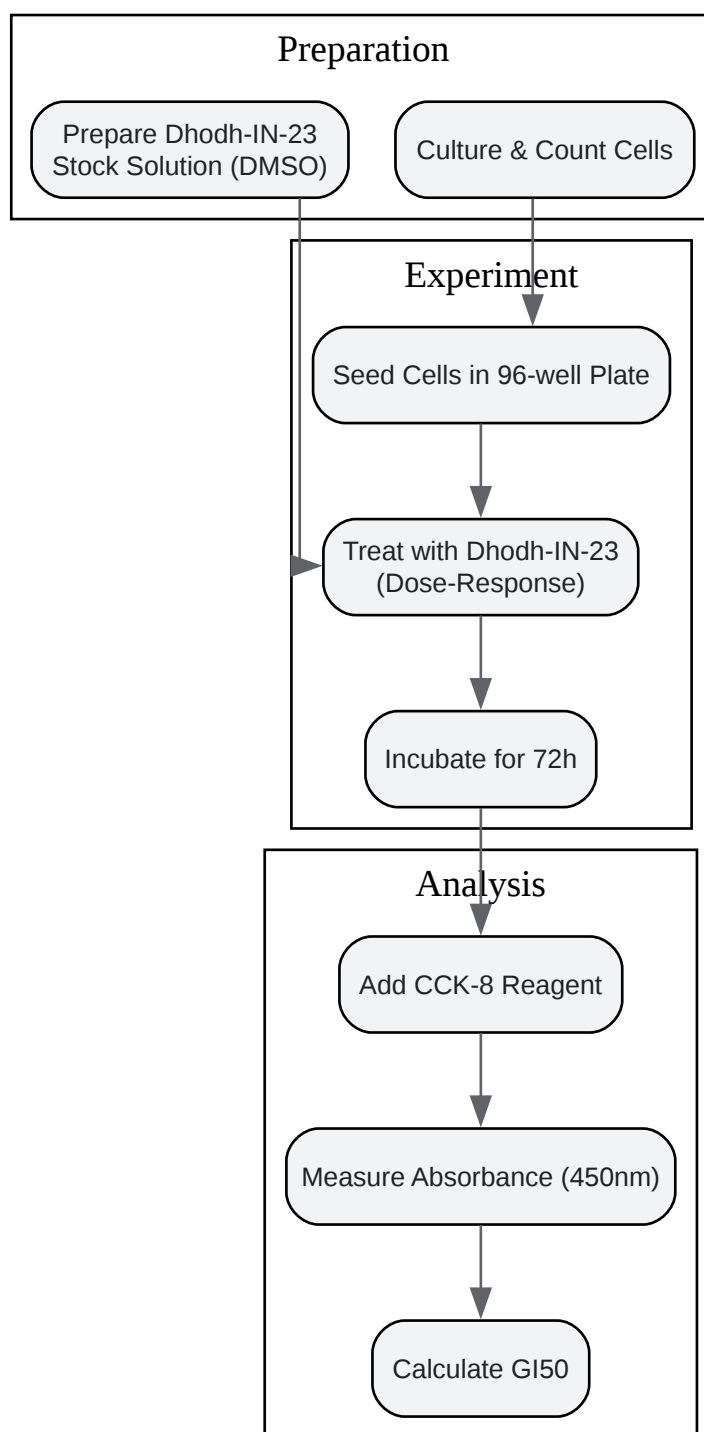 Preparation
Prepare Dhodh-IN-23
Stock Solution (DMSO)
Culture & Count Cells
Experiment
Seed Cells in 96-well Plate
Treat with Dhodh-IN-23
(Dose-Response)
Incubate for 72h
Analysis
Add CCK-8 Reagent
Measure Absorbance (450nm)
Calculate GI50